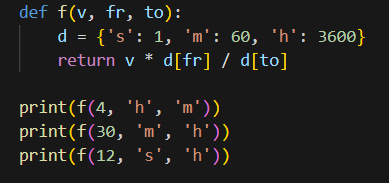 def f(v, fr, to):
    d = {'s': 1, 'm': 60, 'h': 3600}
    return v * d[fr] / d[to]

print(f(4, 'h', 'm'))
print(f(30, 'm', 'h'))
print(f(12, 's', 'h'))